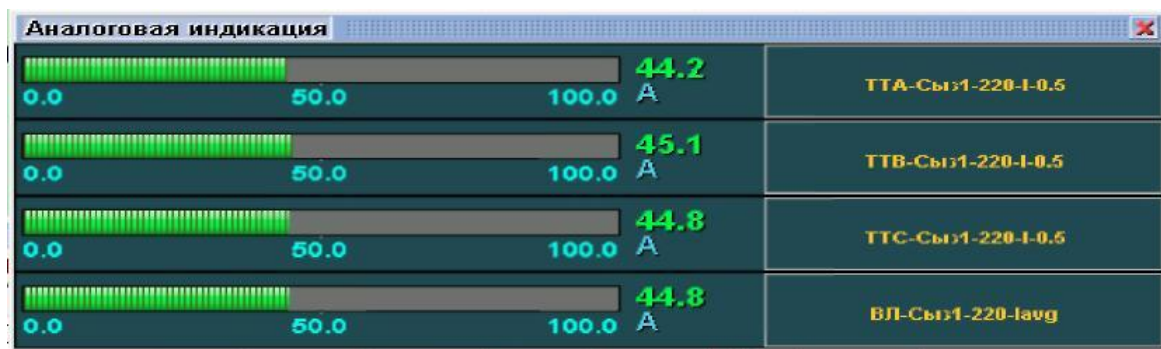 Аналоговая индикация
44.2
0.0 50.0 100.0 A
ТТА-Сыз1-220-I-0.5
45.1
0.0 50.0 100.0 A
ТТВ-Сыз1-220-I-0.5
44.8
0.0 50.0 100.0 A
ТТС-Сыз1-220-I-0.5
44.8
0.0 50.0 100.0 A
ВЛ-Сыз1-220-Iavg